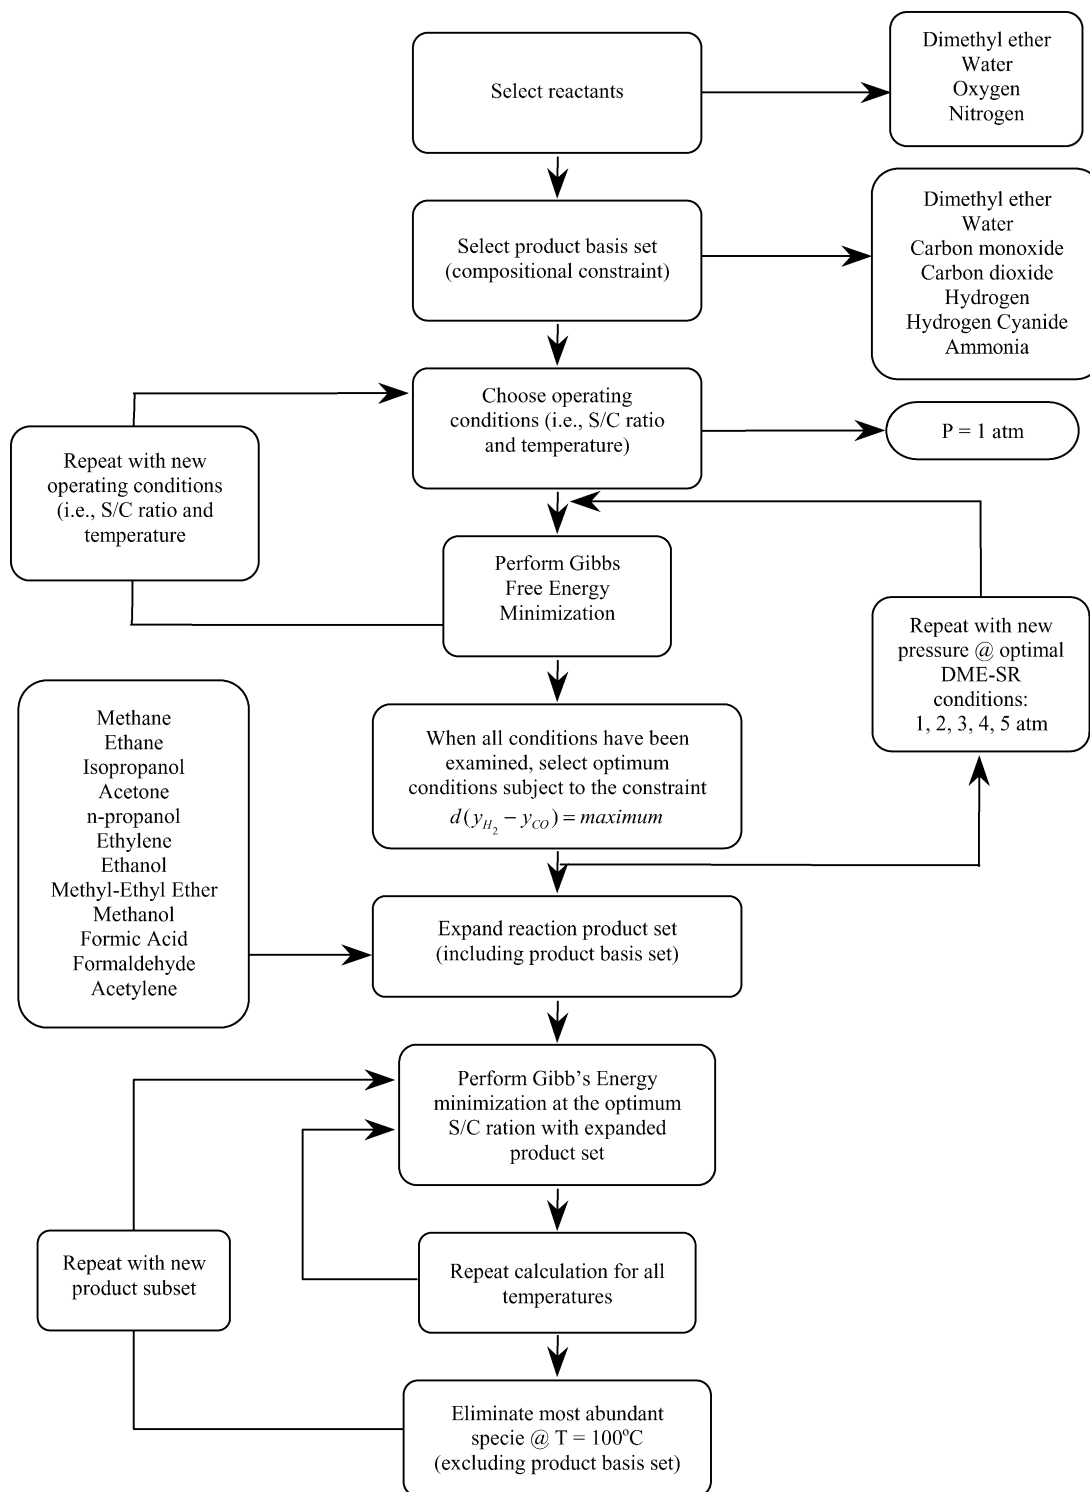 Select reactants
Dimethyl ether
Water
Oxygen
Nitrogen
Select product basis set
(compositional constraint)
Dimethyl ether
Water
Carbon monoxide
Carbon dioxide
Hydrogen
Hydrogen Cyanide
Ammonia
Choose operating
conditions (i.e., S/C ratio
and temperature)
P = 1 atm
Repeat with new
operating conditions
(i.e., S/C ratio and
temperature
Perform Gibbs
Free Energy
Minimization
Repeat with new
pressure @ optimal
DME-SR
conditions:
1, 2, 3, 4, 5 atm
When all conditions have been
examined, select optimum
conditions subject to the constraint
d(y_{H_2} − y_{CO}) = maximum
Methane
Ethane
Isopropanol
Acetone
n-propanol
Ethylene
Ethanol
Methyl-Ethyl Ether
Methanol
Formic Acid
Formaldehyde
Acetylene
Expand reaction product set
(including product basis set)
Perform Gibb’s Energy
minimization at the optimum
S/C ration with expanded
product set
Repeat with new
product subset
Repeat calculation for all
temperatures
Eliminate most abundant
specie @ T = 100ºC
(excluding product basis set)